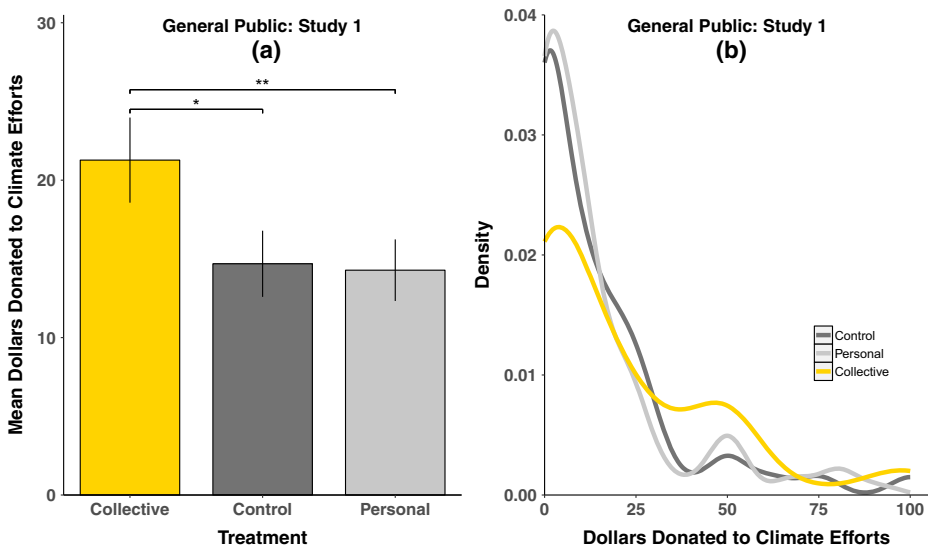 General Public: Study 1
(a)
Mean Dollars Donated to Climate Efforts
30
20
10
0
**
*
Collective
Control
Personal
Treatment
General Public: Study 1
(b)
Density
0.04
0.03
0.02
0.01
0.00
Control
Personal
Collective
0
25
50
75
100
Dollars Donated to Climate Efforts